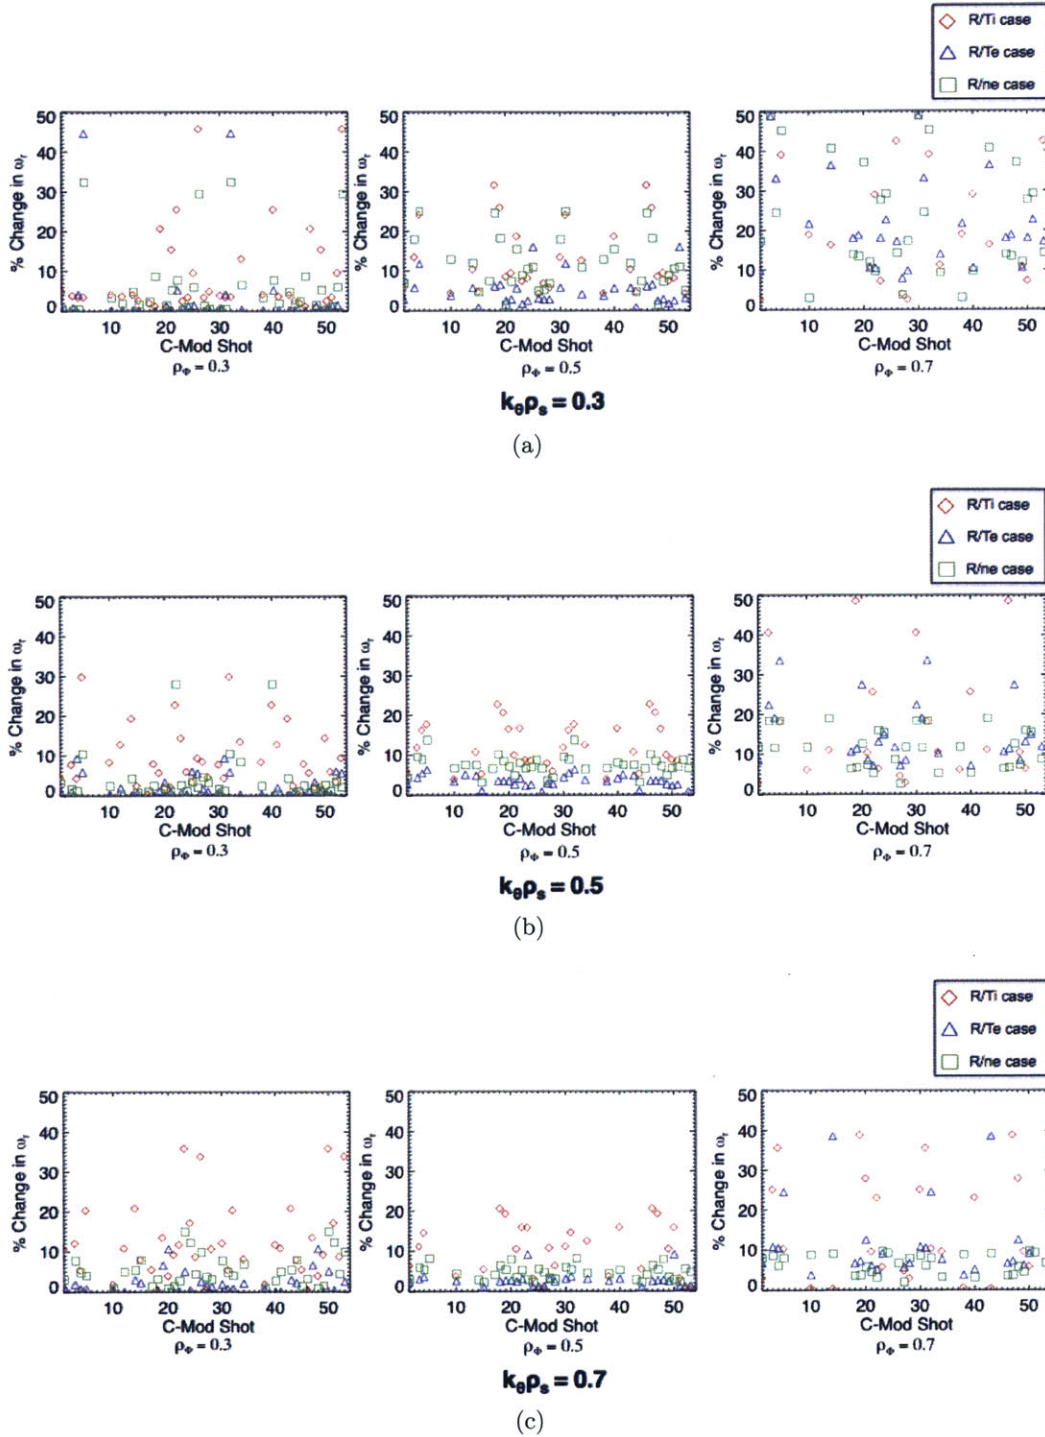 R/Ti case
R/Te case
R/ne case
% Change in ωr
50
40
30
20
10
0
10 20 30 40 50
C-Mod Shot
ρΦ = 0.3
% Change in ωr
50
40
30
20
10
0
10 20 30 40 50
C-Mod Shot
ρΦ = 0.5
% Change in ωr
50
40
30
20
10
0
10 20 30 40 50
C-Mod Shot
ρΦ = 0.7
kθρs = 0.3
(a)
R/Ti case
R/Te case
R/ne case
% Change in ωr
50
40
30
20
10
0
10 20 30 40 50
C-Mod Shot
ρΦ = 0.3
% Change in ωr
50
40
30
20
10
0
10 20 30 40 50
C-Mod Shot
ρΦ = 0.5
% Change in ωr
50
40
30
20
10
0
10 20 30 40 50
C-Mod Shot
ρΦ = 0.7
kθρs = 0.5
(b)
R/Ti case
R/Te case
R/ne case
% Change in ωr
50
40
30
20
10
0
10 20 30 40 50
C-Mod Shot
ρΦ = 0.3
% Change in ωr
50
40
30
20
10
0
10 20 30 40 50
C-Mod Shot
ρΦ = 0.5
% Change in ωr
50
40
30
20
10
0
10 20 30 40 50
C-Mod Shot
ρΦ = 0.7
kθρs = 0.7
(c)